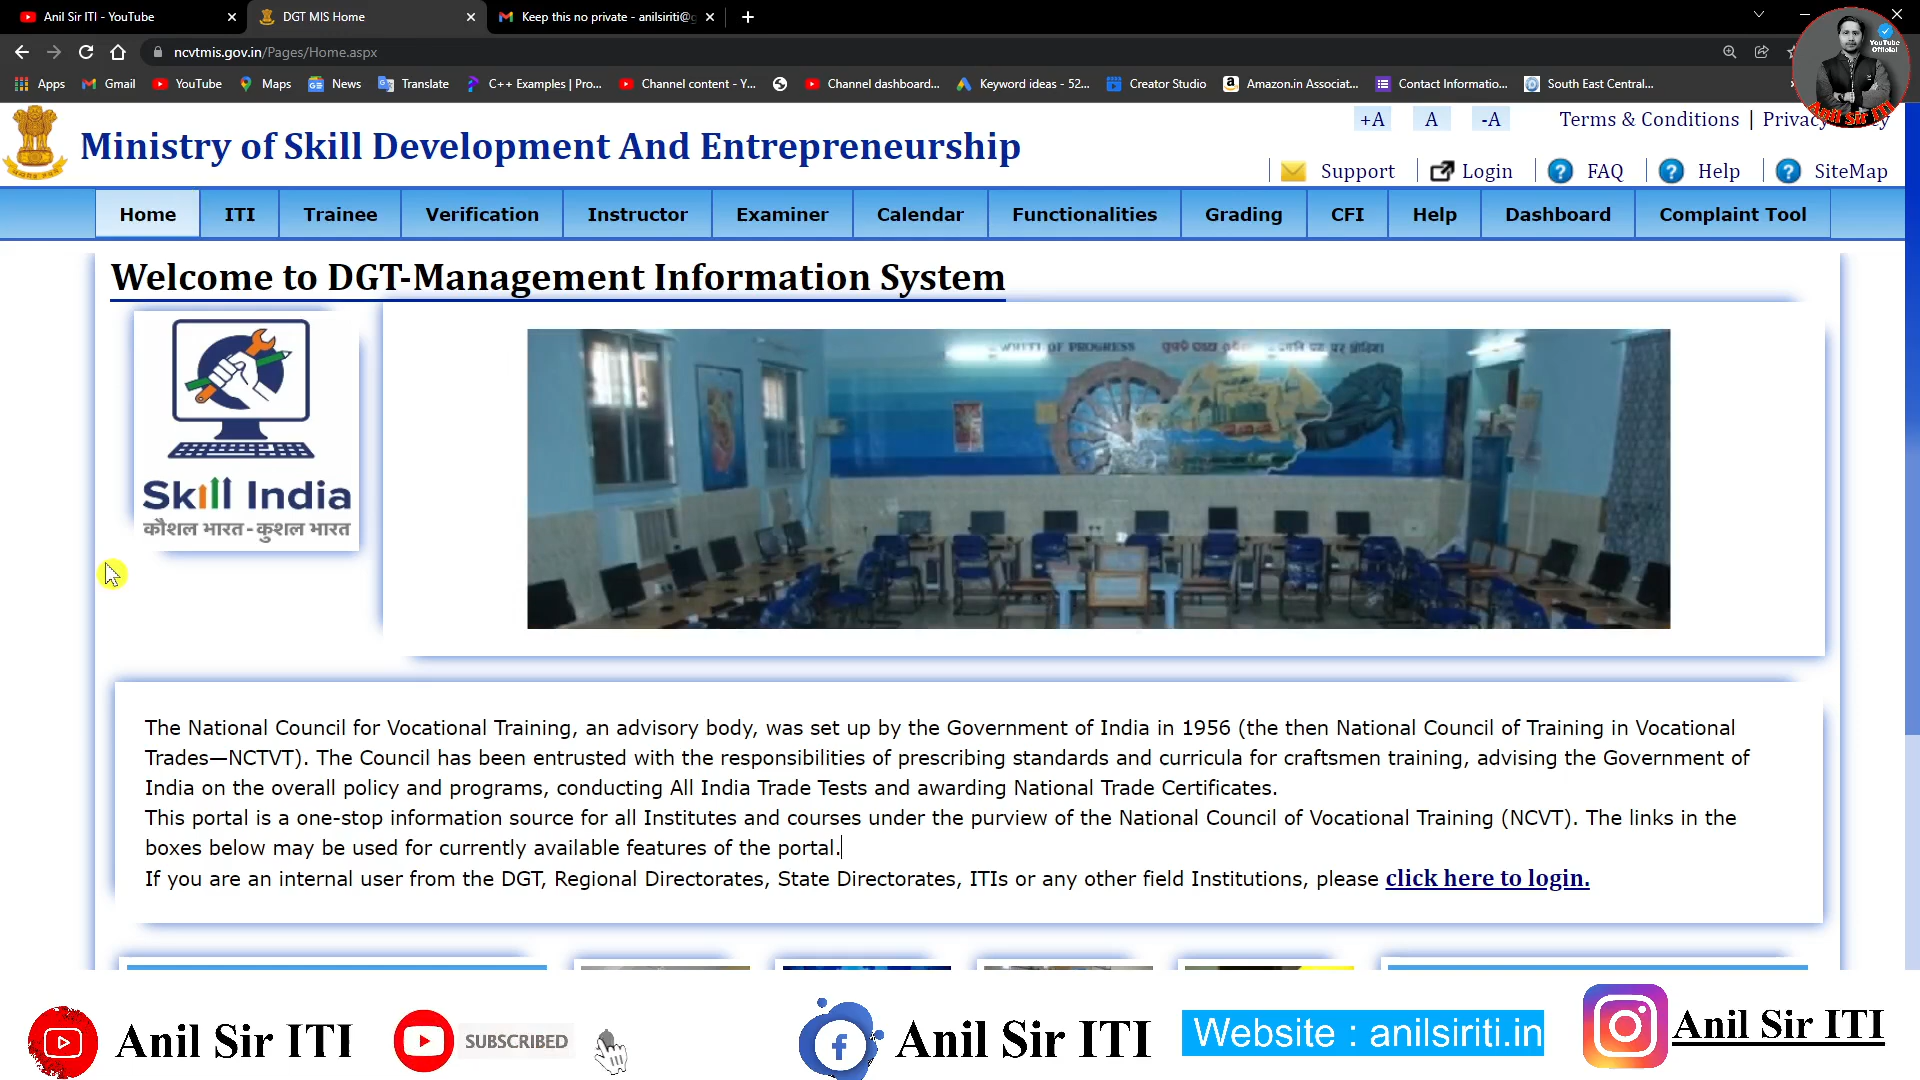 Anil Sir ITI - YouTube
DGT MIS Home
Keep this no private - anilsiriti@g
ncvtmis.gov.in/Pages/Home.aspx
YouTube Official
Anil Sir ITI
Apps
Gmail
YouTube
Maps
News
Translate
C++ Examples | Pro...
Channel content - Y...
Channel dashboard...
Keyword ideas - 52...
Creator Studio
Amazon.in Associat...
Contact Informatio...
South East Central...
+A A -A Terms & Conditions | Privacy
Ministry of Skill Development And Entrepreneurship
Support Login FAQ Help SiteMap
Home ITI Trainee Verification Instructor Examiner Calendar Functionalities Grading CFI Help Dashboard Complaint Tool
Welcome to DGT-Management Information System
OF PROGRESS
Skill India
कौशल भारत - कुशल भारत
The National Council for Vocational Training, an advisory body, was set up by the Government of India in 1956 (the then National Council of Training in Vocational
Trades—NCTVT). The Council has been entrusted with the responsibilities of prescribing standards and curricula for craftsmen training, advising the Government of
India on the overall policy and programs, conducting All India Trade Tests and awarding National Trade Certificates.
This portal is a one-stop information source for all Institutes and courses under the purview of the National Council of Vocational Training (NCVT). The links in the
boxes below may be used for currently available features of the portal.
If you are an internal user from the DGT, Regional Directorates, State Directorates, ITIs or any other field Institutions, please click here to login.
Anil Sir ITI
SUBSCRIBED
Anil Sir ITI
Website : anilsiriti.in
Anil Sir ITI